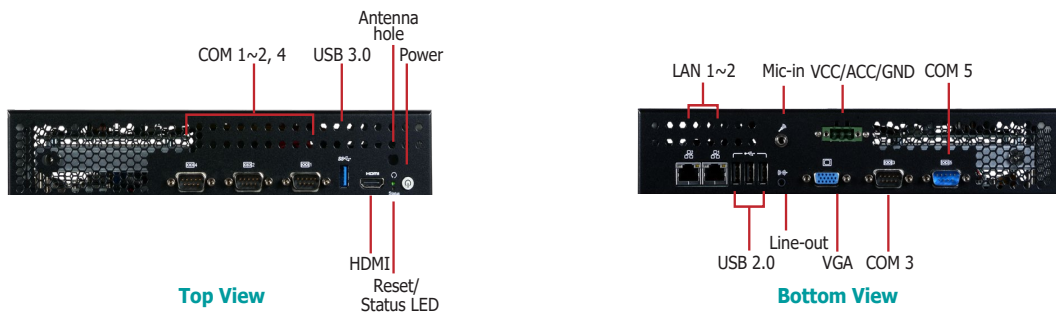 Antenna
hole
COM 1~2, 4
USB 3.0
Power
HDMI
HDMI
Reset/
Status LED
Top View
LAN 1~2
Mic-in
VCC/ACC/GND
COM 5
USB 2.0
Line-out
VGA
COM 3
Bottom View